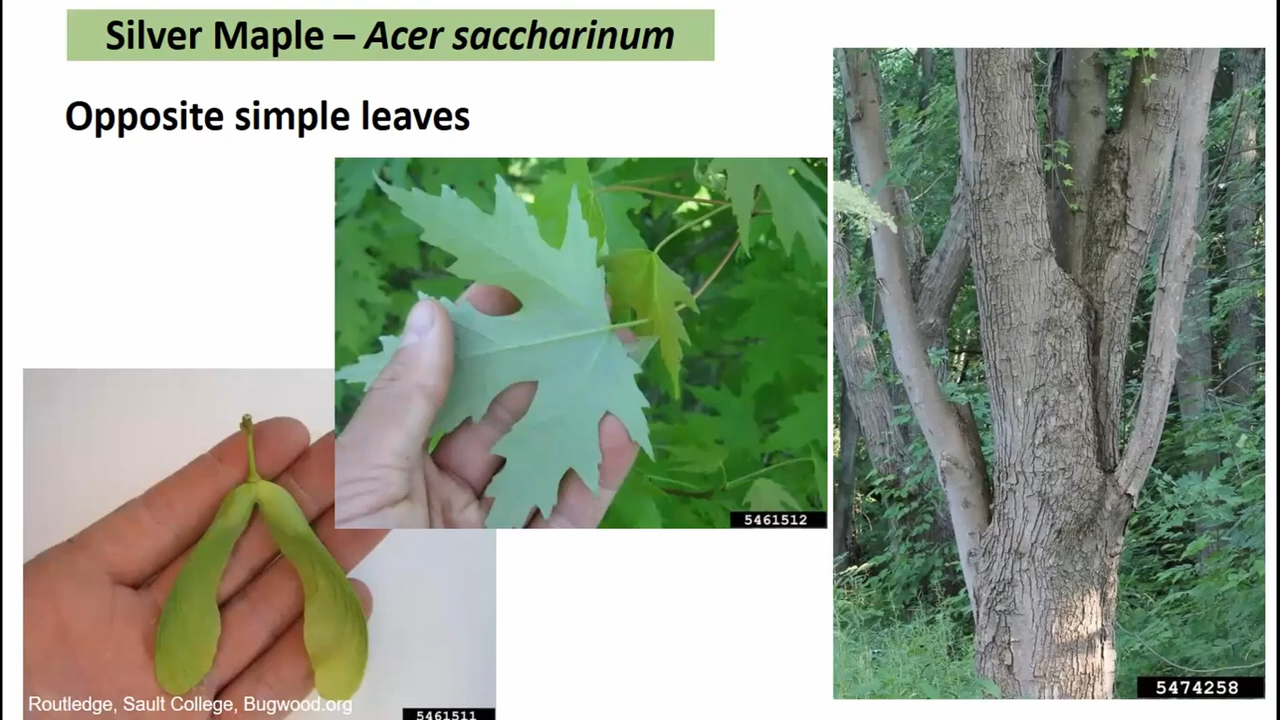 Silver Maple – Acer saccharinum
Opposite simple leaves
5461512
5474258
Routledge, Sault College, Bugwood.org
5461511